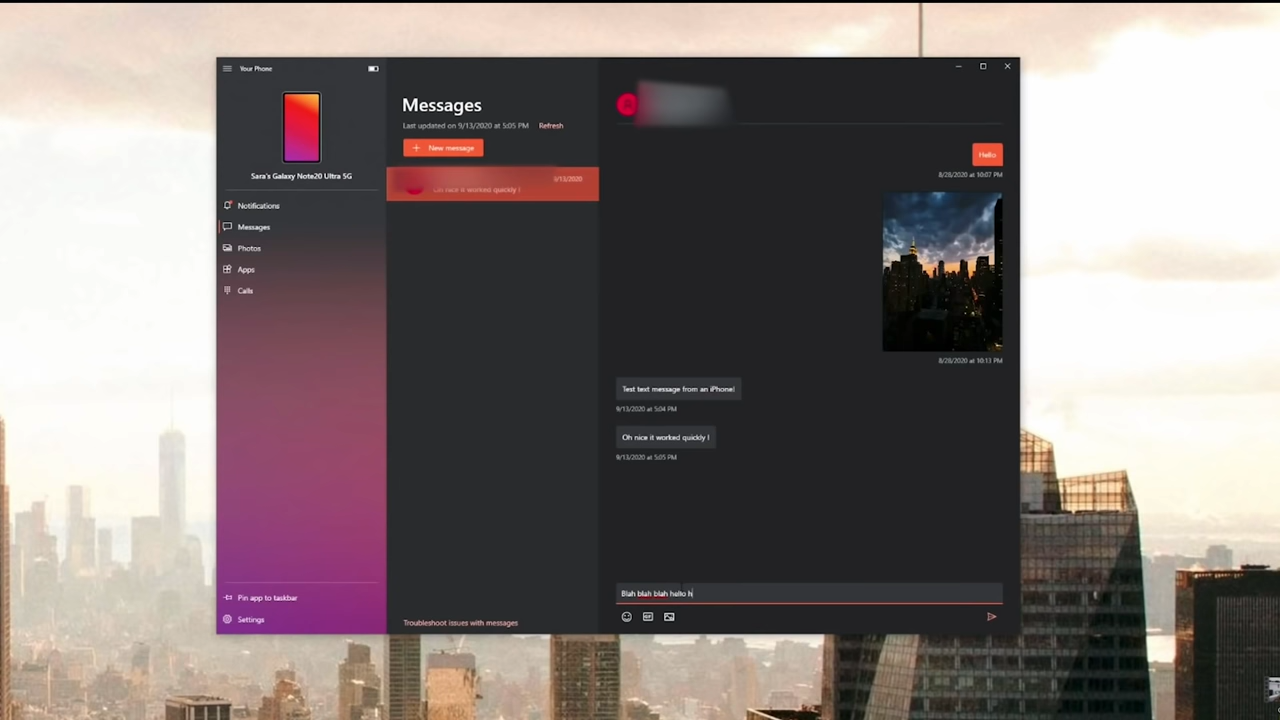 Your Phone
Sara's Galaxy Note20 Ultra 5G
Notifications
Messages
Photos
Apps
Calls
Pin app to taskbar
Settings
Messages
Last updated on 9/13/2020 at 5:05 PM Refresh
+ New message
9/13/2020
Oh nice it worked quickly !
Troubleshoot issues with messages
Hello
8/28/2020 at 10:07 PM
8/28/2020 at 10:13 PM
Test text message from an iPhone!
9/13/2020 at 5:04 PM
Oh nice it worked quickly !
9/13/2020 at 5:05 PM
Blah blah blah hello h
GIF